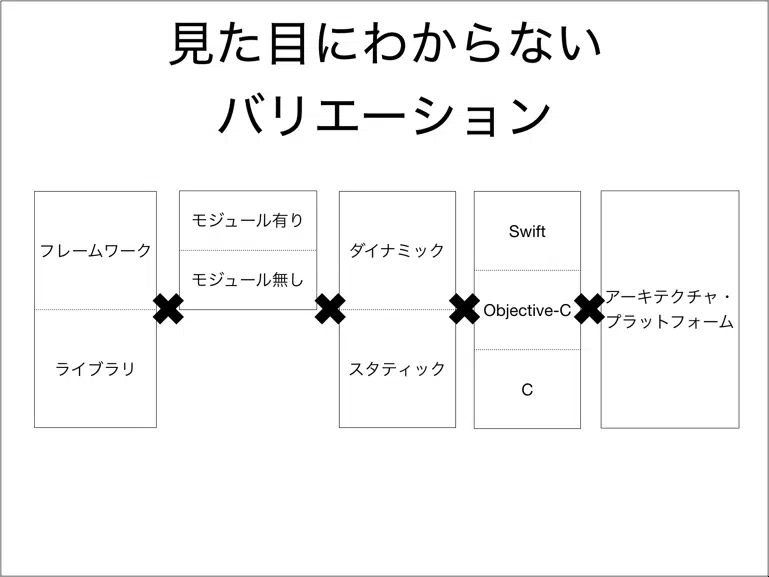 見た目にわからない
バリエーション
フレームワーク
ライブラリ
モジュール有り
モジュール無し
ダイナミック
スタティック
Swift
Objective-C
C
アーキテクチャ・
プラットフォーム